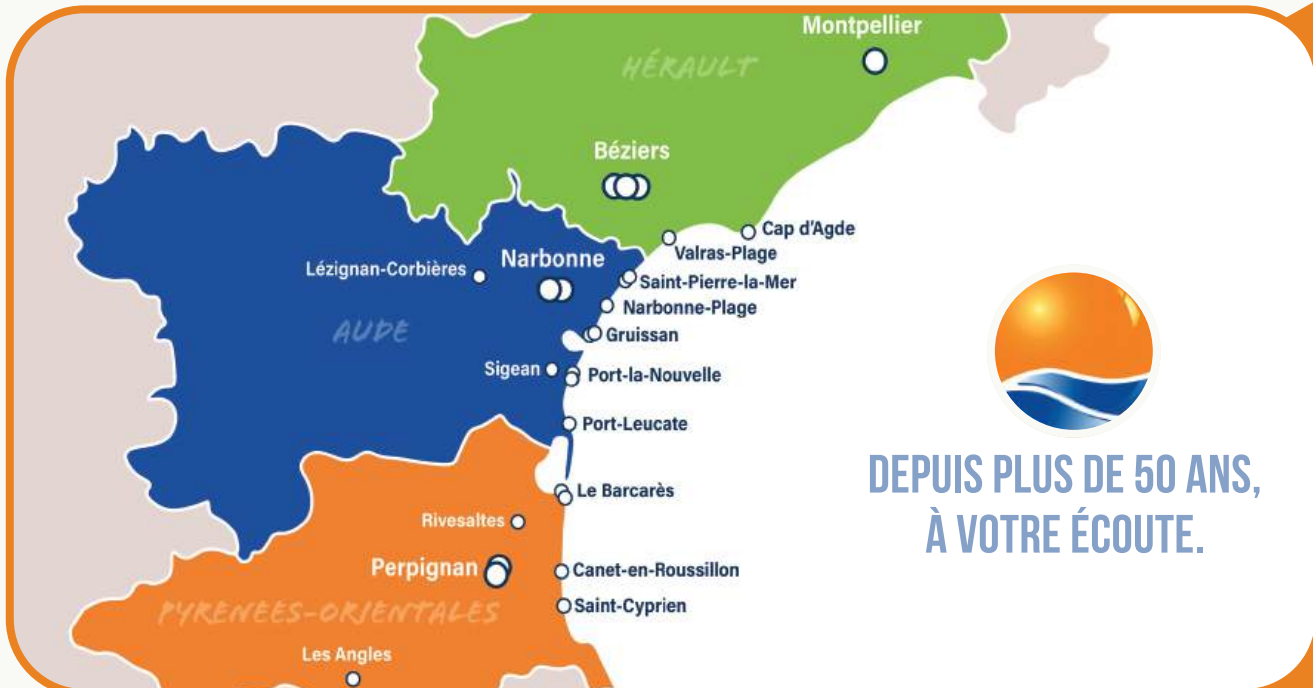 Montpellier
HÉRAULT
Béziers
Cap d'Agde
Valras-Plage
Narbonne
Lézignan-Corbières
Saint-Pierre-la-Mer
Narbonne-Plage
AUDE
Gruissan
Sigean
Port-la-Nouvelle
Port-Leucate
DEPUIS PLUS DE 50 ANS,
À VOTRE ÉCOUTE.
Le Barcarès
Rivesaltes
Perpignan
Canet-en-Roussillon
PYRENEES-ORIENTALES
Saint-Cyprien
Les Angles